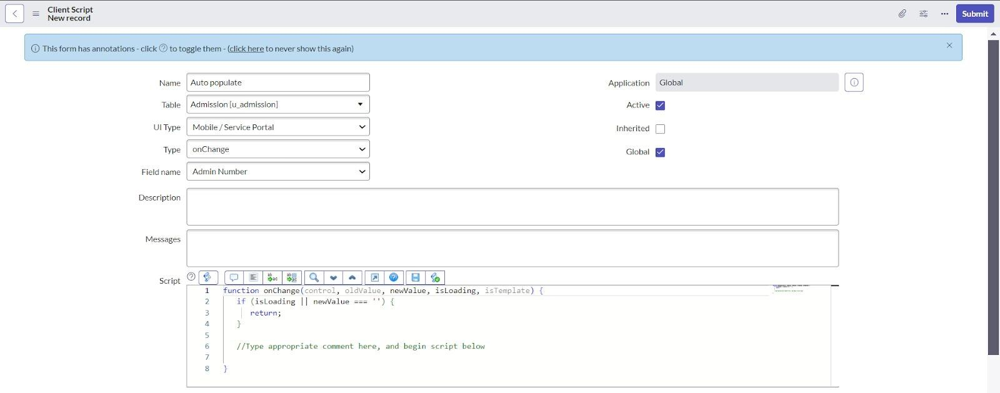 Client Script
New record
Submit
This form has annotations - click ? to toggle them - (click here to never show this again)
Name Auto populate
Application Global
Table Admission [u_admission]
Active
UI Type Mobile / Service Portal
Inherited
Type onChange
Global
Field name Admin Number
Description
Messages
Script
1 function onChange(control, oldValue, newValue, isLoading, isTemplate) {
2 if (isLoading || newValue === '') {
3 return;
4 }
5
6 //Type appropriate comment here, and begin script below
7
8 }